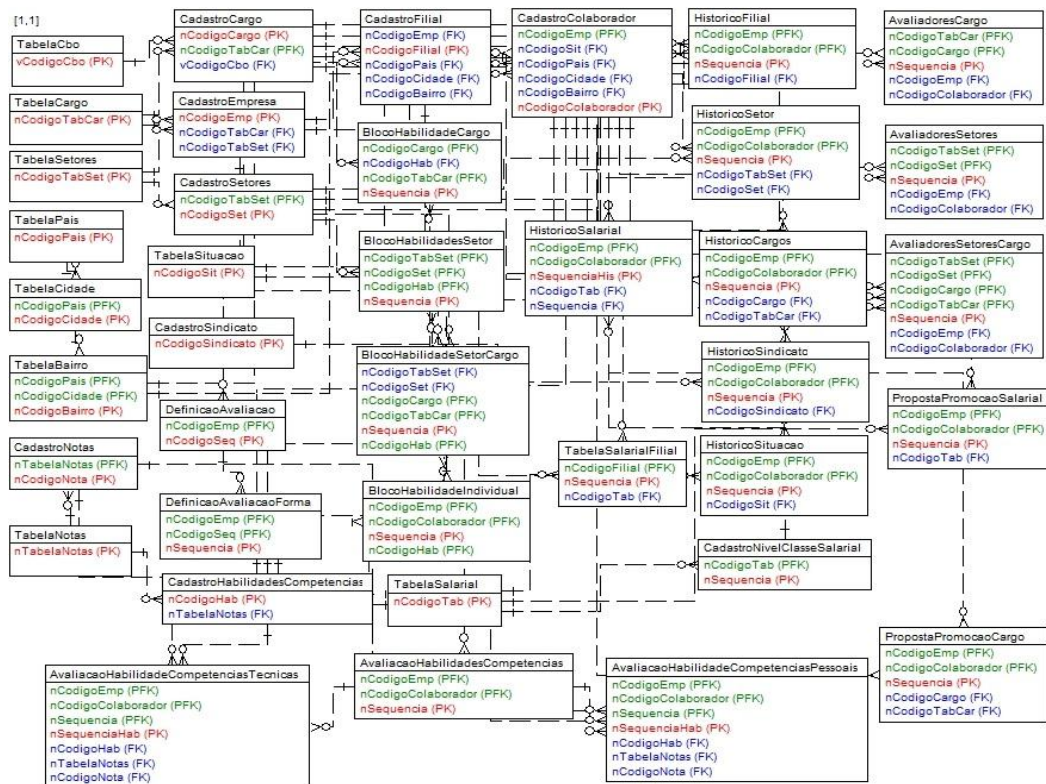 [1,1]
TabelaCbo
vCodigoCbo (PK)
TabelaCargo
nCodigoTabCar (PK)
TabelaSetores
nCodigoTabSet (PK)
TabelaPais
nCodigoPais (PK)
TabelaCidade
nCodigoPais (PFK)
nCodigoCidade (PK)
TabelaBairro
nCodigoPais (PFK)
nCodigoCidade (PFK)
nCodigoBairro (PK)
CadastroNotas
nTabelaNotas (PFK)
nCodigoNota (PK)
TabelaNotas
nTabelaNotas (PK)
CadastroCargo
nCodigoCargo (PK)
nCodigoTabCar (PFK)
vCodigoCbo (FK)
CadastroEmpresa
nCodigoEmp (PK)
nCodigoTabCar (FK)
nCodigoTabSet (FK)
CadastroSetores
nCodigoTabSet (PFK)
nCodigoSet (PK)
TabelaSituacao
nCodigoSit (PK)
CadastroSindicato
nCodigoSindicato (PK)
DefinicaoAvaliacao
nCodigoEmp (PFK)
nCodigoSeq (PK)
DefinicaoAvaliacaoForma
nCodigoEmp (PFK)
nCodigoSeq (PFK)
nSequencia (PK)
CadastroHabilidadesCompetencias
nCodigoHab (PK)
nTabelaNotas (FK)
AvaliacaoHabilidadeCompetenciasTecnicas
nCodigoEmp (PFK)
nCodigoColaborador (PFK)
nSequencia (PFK)
nSequenciaHab (PK)
nCodigoHab (FK)
nTabelaNotas (FK)
nCodigoNota (FK)
CadastroFilial
nCodigoEmp (FK)
nCodigoFilial (PK)
nCodigoPais (FK)
nCodigoCidade (FK)
nCodigoBairro (FK)
BlocoHabilidadeCargo
nCodigoCargo (PFK)
nCodigoHab (FK)
nCodigoTabCar (PFK)
nSequencia (PK)
BlocoHabilidadesSetor
nCodigoTabSet (PFK)
nCodigoSet (PFK)
nCodigoHab (PFK)
nSequencia (PK)
BlocoHabilidadeSetorCargo
nCodigoTabSet (FK)
nCodigoSet (FK)
nCodigoCargo (PFK)
nCodigoTabCar (PFK)
nSequencia (PK)
nCodigoHab (PFK)
BlocoHabilidadeIndividual
nCodigoEmp (PFK)
nCodigoColaborador (PFK)
nSequencia (PK)
nCodigoHab (PFK)
TabelaSalarial
nCodigoTab (PK)
AvaliacaoHabilidadesCompetencias
nCodigoEmp (PFK)
nCodigoColaborador (PFK)
nSequencia (PK)
CadastroColaborador
nCodigoEmp (PFK)
nCodigoSit (FK)
nCodigoPais (FK)
nCodigoCidade (FK)
nCodigoBairro (FK)
nCodigoColaborador (PK)
HistoricoSalarial
nCodigoEmp (PFK)
nCodigoColaborador (PFK)
nSequenciaHis (PK)
nCodigoTab (FK)
nSequencia (FK)
TabelaSalarialFilial
nCodigoFilial (PFK)
nSequencia (PK)
nCodigoTab (FK)
AvaliacaoHabilidadeCompetenciasPessoais
nCodigoEmp (PFK)
nCodigoColaborador (PFK)
nSequencia (PFK)
nSequenciaHab (PK)
nCodigoHab (FK)
nTabelaNotas (FK)
nCodigoNota (FK)
HistoricoFilial
nCodigoEmp (PFK)
nCodigoColaborador (PFK)
nSequencia (PK)
nCodigoFilial (FK)
HistoricoSetor
nCodigoEmp (PFK)
nCodigoColaborador (PFK)
nSequencia (PK)
nCodigoTabSet (FK)
nCodigoSet (FK)
HistoricoCargos
nCodigoEmp (PFK)
nCodigoColaborador (PFK)
nSequencia (PK)
nCodigoCargo (FK)
nCodigoTabCar (FK)
HistoricoSindicato
nCodigoEmp (PFK)
nCodigoColaborador (PFK)
nSequencia (PK)
nCodigoSindicato (FK)
HistoricoSituacao
nCodigoEmp (PFK)
nCodigoColaborador (PFK)
nSequencia (PK)
nCodigoSit (FK)
CadastroNivelClasseSalarial
nCodigoTab (PFK)
nSequencia (PK)
AvaliadoresCargo
nCodigoTabCar (PFK)
nCodigoCargo (PFK)
nSequencia (PK)
nCodigoEmp (FK)
nCodigoColaborador (FK)
AvaliadoresSetores
nCodigoTabSet (PFK)
nCodigoSet (PFK)
nSequencia (PK)
nCodigoEmp (FK)
nCodigoColaborador (FK)
AvaliadoresSetoresCargo
nCodigoTabSet (PFK)
nCodigoSet (PFK)
nCodigoCargo (PFK)
nCodigoTabCar (PFK)
nSequencia (PK)
nCodigoEmp (FK)
nCodigoColaborador (FK)
PropostaPromocaoSalarial
nCodigoEmp (PFK)
nCodigoColaborador (PFK)
nSequencia (PK)
nCodigoTab (FK)
PropostaPromocaoCargo
nCodigoEmp (PFK)
nCodigoColaborador (PFK)
nSequencia (PK)
nCodigoCargo (FK)
nCodigoTabCar (FK)